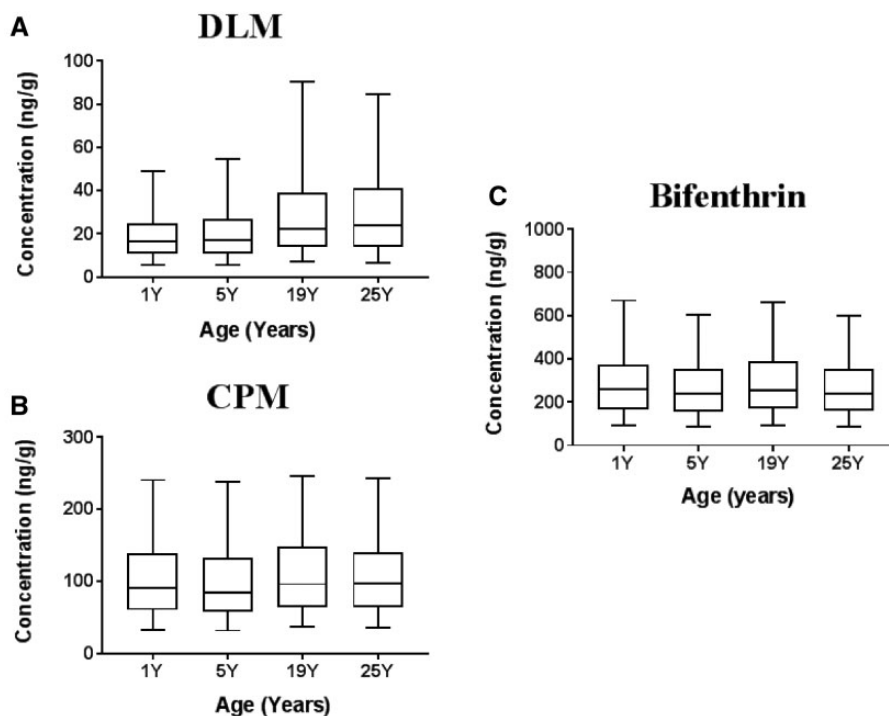 A
DLM
Concentration (ng/g)
100
80
60
40
20
0
1Y 5Y 19Y 25Y
Age (Years)
B
CPM
Concentration (ng/g)
300
200
100
0
1Y 5Y 19Y 25Y
Age (Years)
C
Bifenthrin
Concentration (ng/g)
1000
800
600
400
200
0
1Y 5Y 19Y 25Y
Age (years)